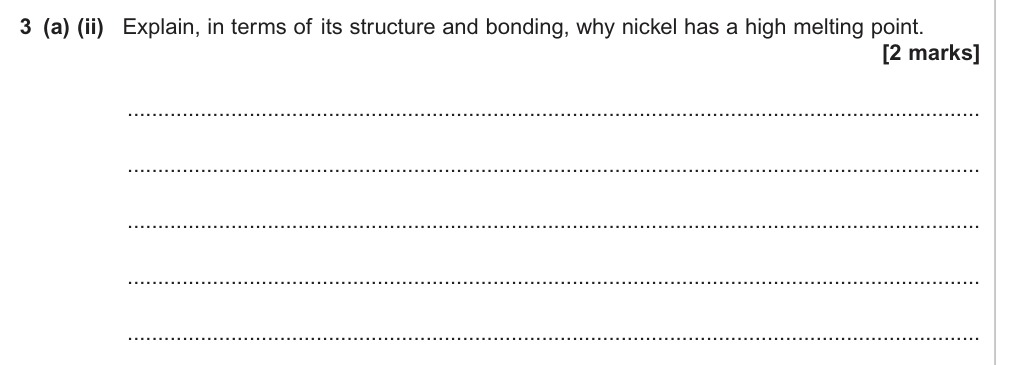 3 (a) (ii) Explain, in terms of its structure and bonding, why nickel has a high melting point.
[2 marks]